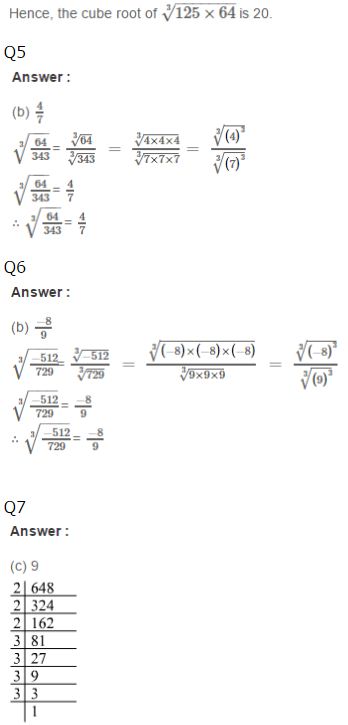 Hence, the cube root of ∛125 × 64 is 20.
Q5
Answer :
(b) 4/7
∛(64/343) = ∛64/∛343 = ∛(4×4×4)/∛(7×7×7) = ∛(4)³/∛(7)³
∛(64/343) = 4/7
∴ ∛(64/343) = 4/7
Q6
Answer :
(b) −8/9
∛(−512/729) = ∛−512/∛729 = ∛((−8)×(−8)×(−8))/∛(9×9×9) = ∛(−8)³/∛(9)³
∛(−512/729) = −8/9
∴ ∛(−512/729) = −8/9
Q7
Answer :
(c) 9
2 | 648
2 | 324
2 | 162
3 | 81
3 | 27
3 | 9
3 | 3
| 1